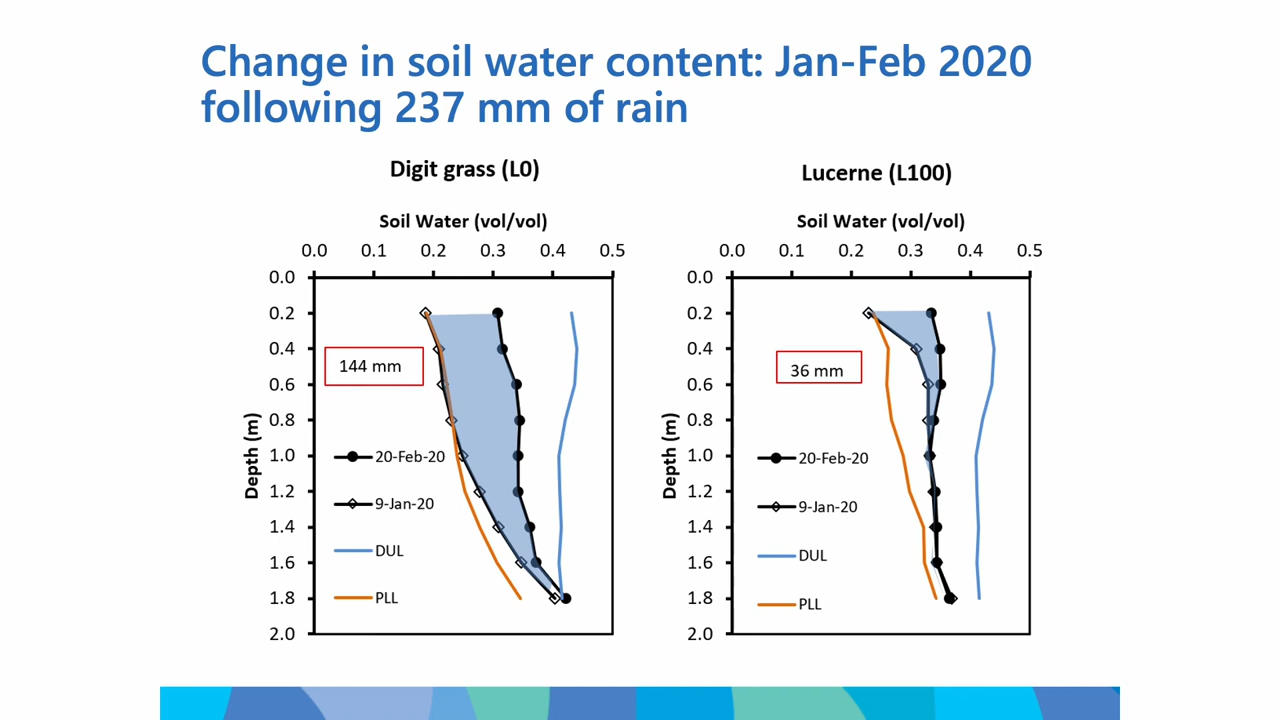 Change in soil water content: Jan-Feb 2020
following 237 mm of rain
Digit grass (L0)
Soil Water (vol/vol)
0.0 0.1 0.2 0.3 0.4 0.5
0.0
0.2
0.4
0.6
0.8
1.0
1.2
1.4
1.6
1.8
2.0
Depth (m)
144 mm
20-Feb-20
9-Jan-20
DUL
PLL
Lucerne (L100)
Soil Water (vol/vol)
0.0 0.1 0.2 0.3 0.4 0.5
0.0
0.2
0.4
0.6
0.8
1.0
1.2
1.4
1.6
1.8
2.0
Depth (m)
36 mm
20-Feb-20
9-Jan-20
DUL
PLL